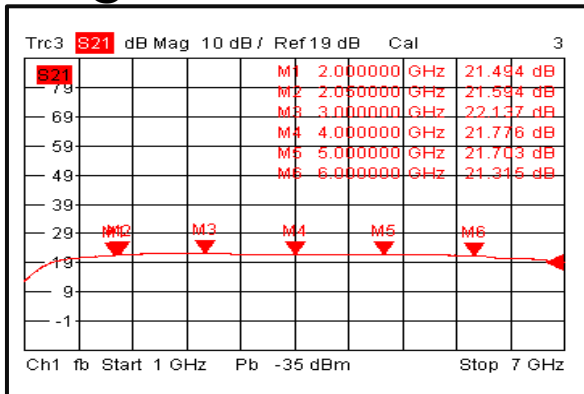 Trc3 S21 dB Mag 10 dB / Ref 19 dB Cal 3
S21 M1 2.000000 GHz 21.494 dB
79 M2 2.050000 GHz 21.594 dB
69 M3 3.000000 GHz 22.137 dB
M4 4.000000 GHz 21.776 dB
59 M5 5.000000 GHz 21.703 dB
49 M6 6.000000 GHz 21.315 dB
39
29 M1 M2 M3 M4 M5 M6
19
9
-1
Ch1 fb Start 1 GHz Pb -35 dBm Stop 7 GHz